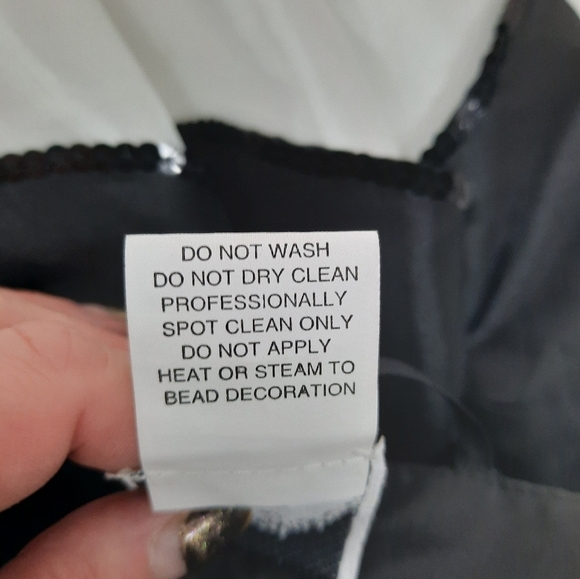 DO NOT WASH
DO NOT DRY CLEAN
PROFESSIONALLY
SPOT CLEAN ONLY
DO NOT APPLY
HEAT OR STEAM TO
BEAD DECORATION